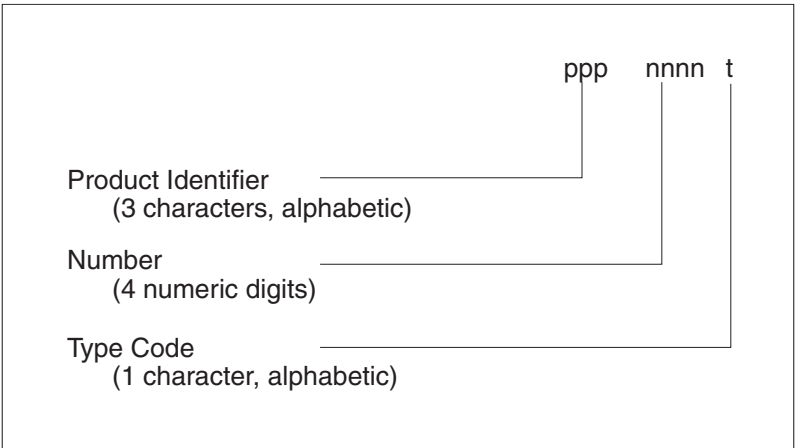 ppp nnnn t
Product Identifier
(3 characters, alphabetic)
Number
(4 numeric digits)
Type Code
(1 character, alphabetic)